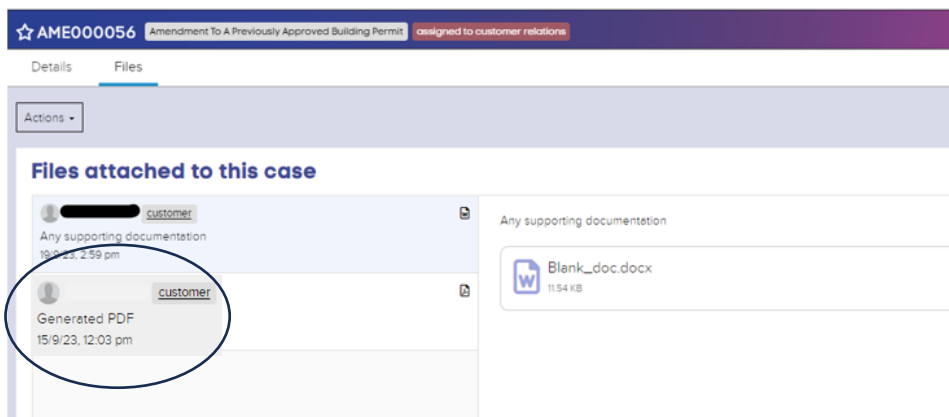 AME000056 Amendment To A Previously Approved Building Permit assigned to customer relations
Details Files
Actions
Files attached to this case
customer
Any supporting documentation
19/9/23, 2:59 pm
customer
Generated PDF
15/9/23, 12:03 pm
Any supporting documentation
Blank_doc.docx
11.54 KB